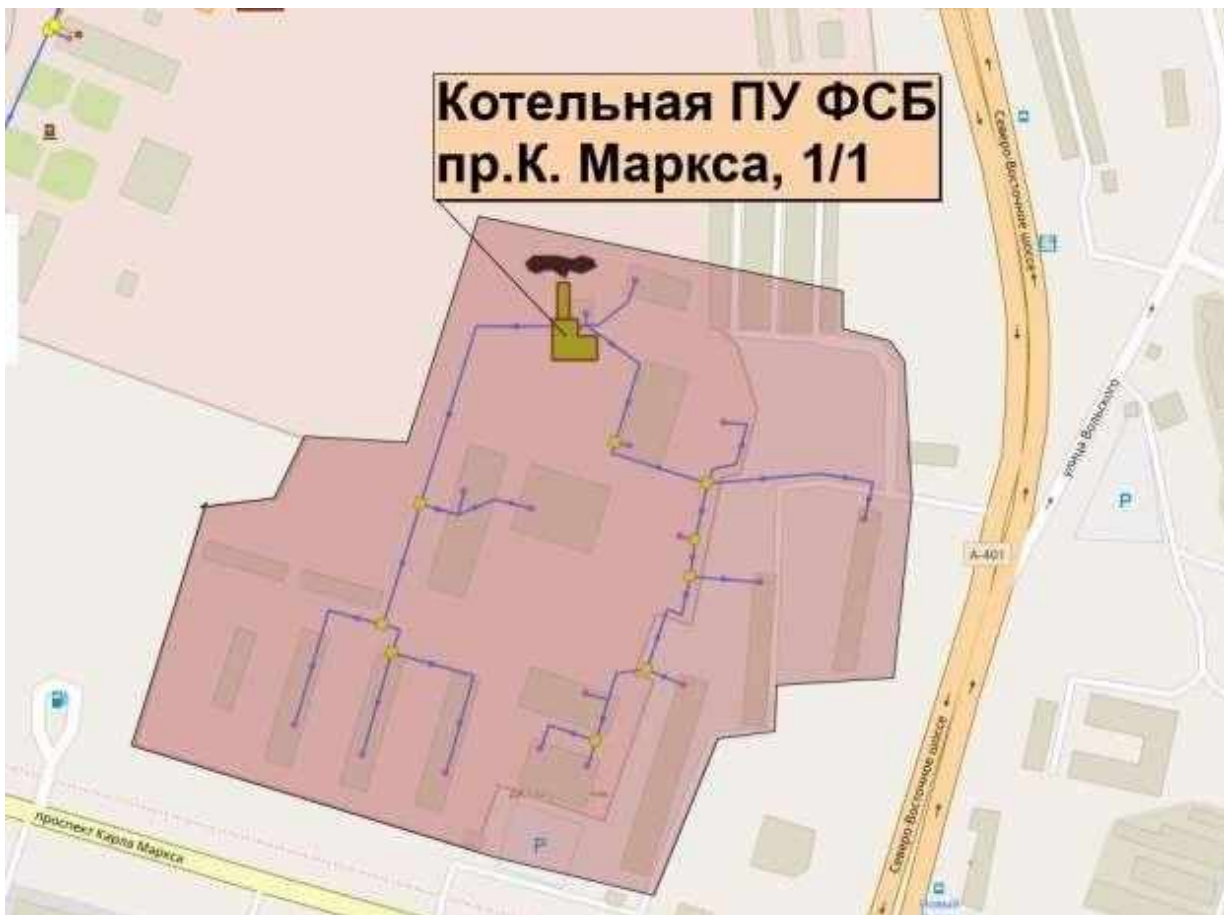 Котельная ПУ ФСБ
пр.К. Маркса, 1/1
Северо-Восточное шоссе
улица Вольского
P
А-401
Северо-Восточное шоссе
проспект Карла Маркса
P